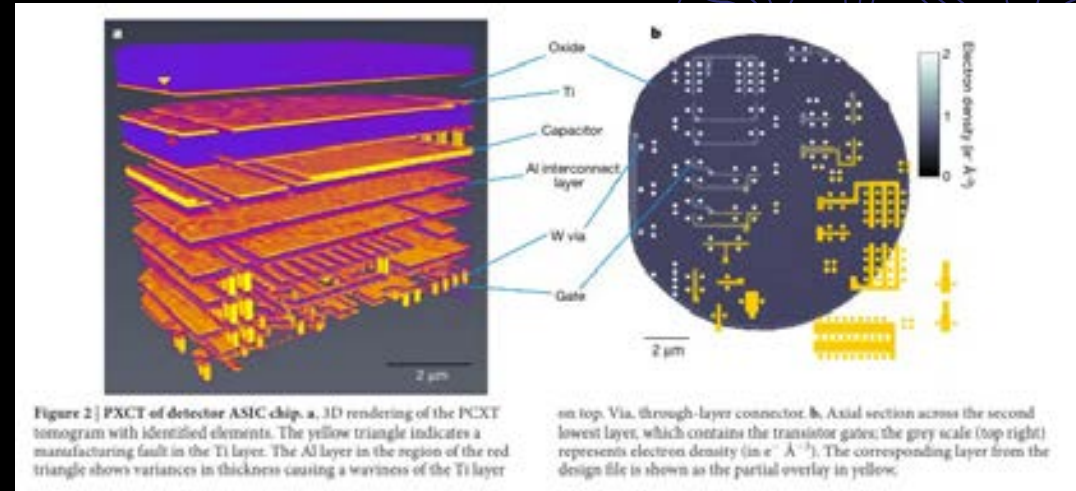 a
b
Oxide
Ti
Capacitor
Al interconnect
layer
W via
Gate
2 μm
2 μm
2
1
0
Electron density (e⁻ Å⁻³)
Figure 2 | PXCT of detector ASIC chip. a, 3D rendering of the PCXT
tomogram with identified elements. The yellow triangle indicates a
manufacturing fault in the Ti layer. The Al layer in the region of the red
triangle shows variances in thickness causing a waviness of the Ti layer
on top. Via, through-layer connector. b, Axial section across the second
lowest layer, which contains the transistor gates; the grey scale (top right)
represents electron density (in e⁻ Å⁻³). The corresponding layer from the
design file is shown as the partial overlay in yellow.